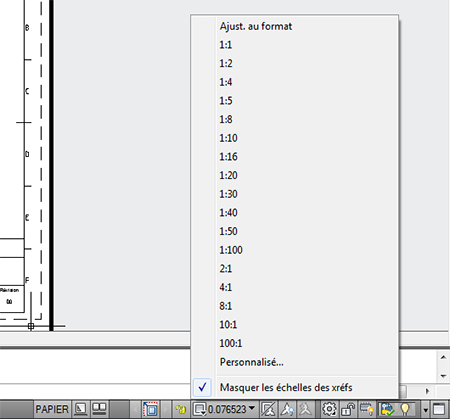 Ajust. au format
1:1
1:2
1:4
1:5
B
1:8
C
1:10
1:16
D
1:20
1:30
E
1:40
1:50
1:100
F
2:1
Révision
4:1
8:1
10:1
100:1
Personnalisé...
Masquer les échelles des xréfs
PAPIER
0.076523